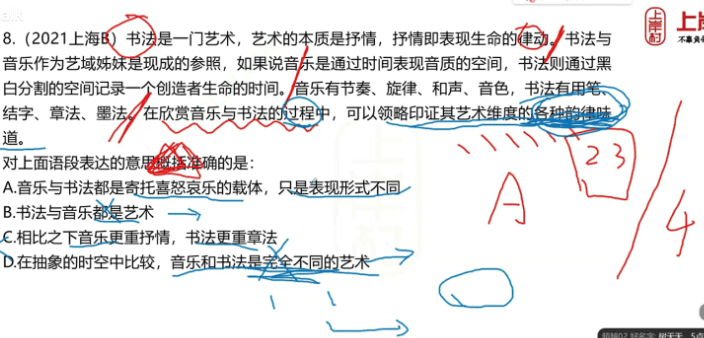 8.（2021上海B）书法是一门艺术，艺术的本质是抒情，抒情即表现生命的律动。书法与
音乐作为艺域姊妹是现成的参照，如果说音乐是通过时间表现音质的空间，书法则通过黑
白分割的空间记录一个创造者生命的时间。音乐有节奏、旋律、和声、音色，书法有用笔、
结字、章法、墨法。在欣赏音乐与书法的过程中，可以领略印证其艺术维度的各种韵律味
道。
对上面语段表达的意思概括准确的是：
A.音乐与书法都是寄托喜怒哀乐的载体，只是表现形式不同
B.书法与音乐都是艺术
C.相比之下音乐更重抒情，书法更重章法
D.在抽象的时空中比较，音乐和书法是完全不同的艺术
A
23
4
上岸村
上岸